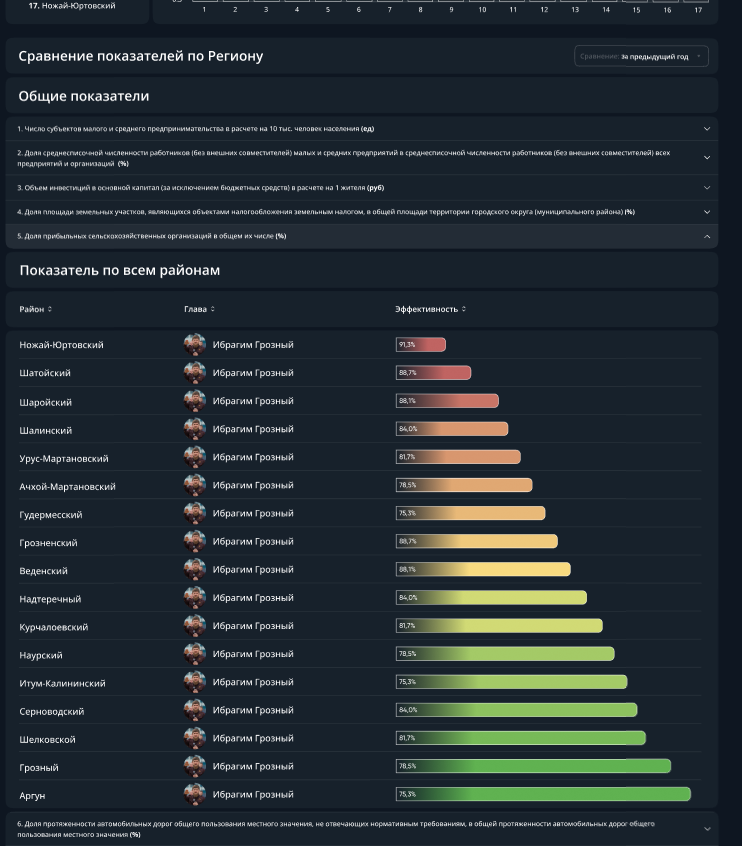 17. Ножай-Юртовский
1 2 3 4 5 6 7 8 9 10 11 12 13 14 15 16 17
Сравнение показателей по Региону
Сравнение: За предыдущий год
Общие показатели
1. Число субъектов малого и среднего предпринимательства в расчете на 10 тыс. человек населения (ед)
2. Доля среднесписочной численности работников (без внешних совместителей) малых и средних предприятий в среднесписочной численности работников (без внешних совместителей) всех
предприятий и организаций (%)
3. Объем инвестиций в основной капитал (за исключением бюджетных средств) в расчете на 1 жителя (руб)
4. Доля площади земельных участков, являющихся объектами налогообложения земельным налогом, в общей площади территории городского округа (муниципального района) (%)
5. Доля прибыльных сельскохозяйственных организаций в общем их числе (%)
Показатель по всем районам
Район Глава Эффективность
Ножай-Юртовский Ибрагим Грозный 91,3%
Шатойский Ибрагим Грозный 88,7%
Шаройский Ибрагим Грозный 88,1%
Шалинский Ибрагим Грозный 84,0%
Урус-Мартановский Ибрагим Грозный 81,7%
Ачхой-Мартановский Ибрагим Грозный 78,5%
Гудермесский Ибрагим Грозный 75,3%
Грозненский Ибрагим Грозный 88,7%
Веденский Ибрагим Грозный 88,1%
Надтеречный Ибрагим Грозный 84,0%
Курчалоевский Ибрагим Грозный 81,7%
Наурский Ибрагим Грозный 78,5%
Итум-Калининский Ибрагим Грозный 75,3%
Серноводский Ибрагим Грозный 84,0%
Шелковской Ибрагим Грозный 81,7%
Грозный Ибрагим Грозный 78,5%
Аргун Ибрагим Грозный 75,3%
6. Доля протяженности автомобильных дорог общего пользования местного значения, не отвечающих нормативным требованиям, в общей протяженности автомобильных дорог общего
пользования местного значения (%)